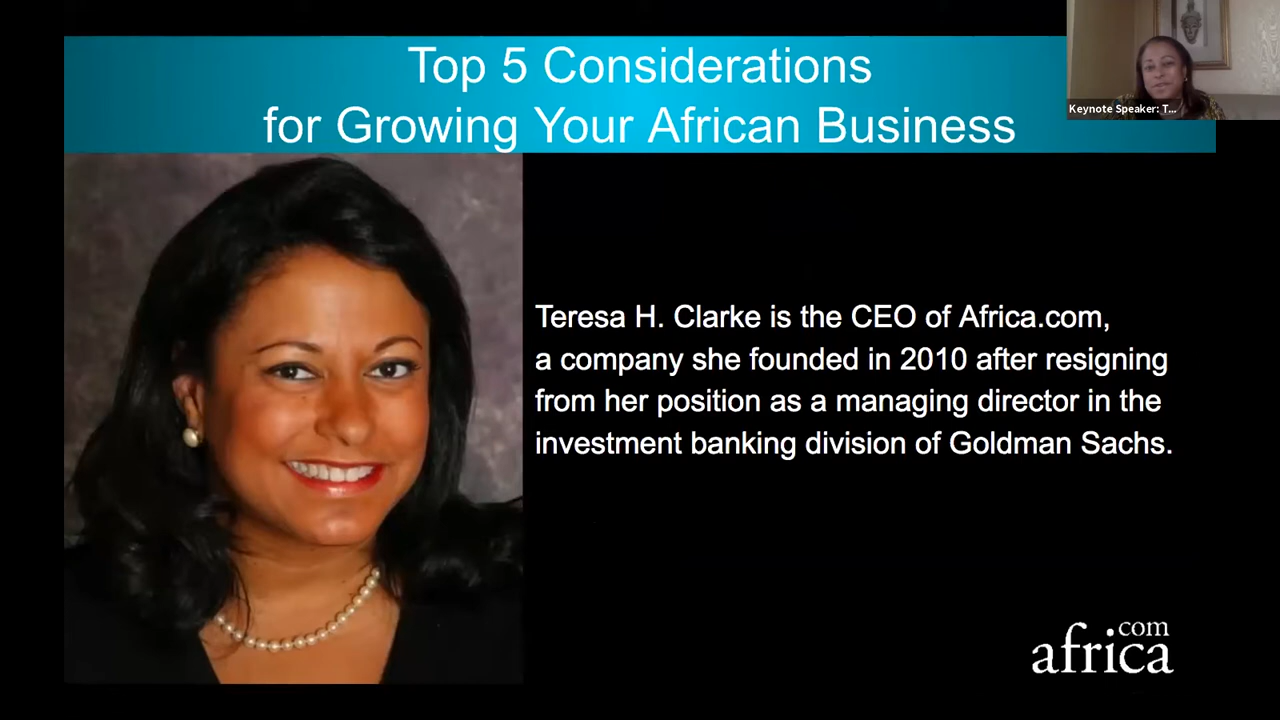 Top 5 Considerations
for Growing Your African Business
Keynote Speaker: T...
Teresa H. Clarke is the CEO of Africa.com,
a company she founded in 2010 after resigning
from her position as a managing director in the
investment banking division of Goldman Sachs.
com
africa